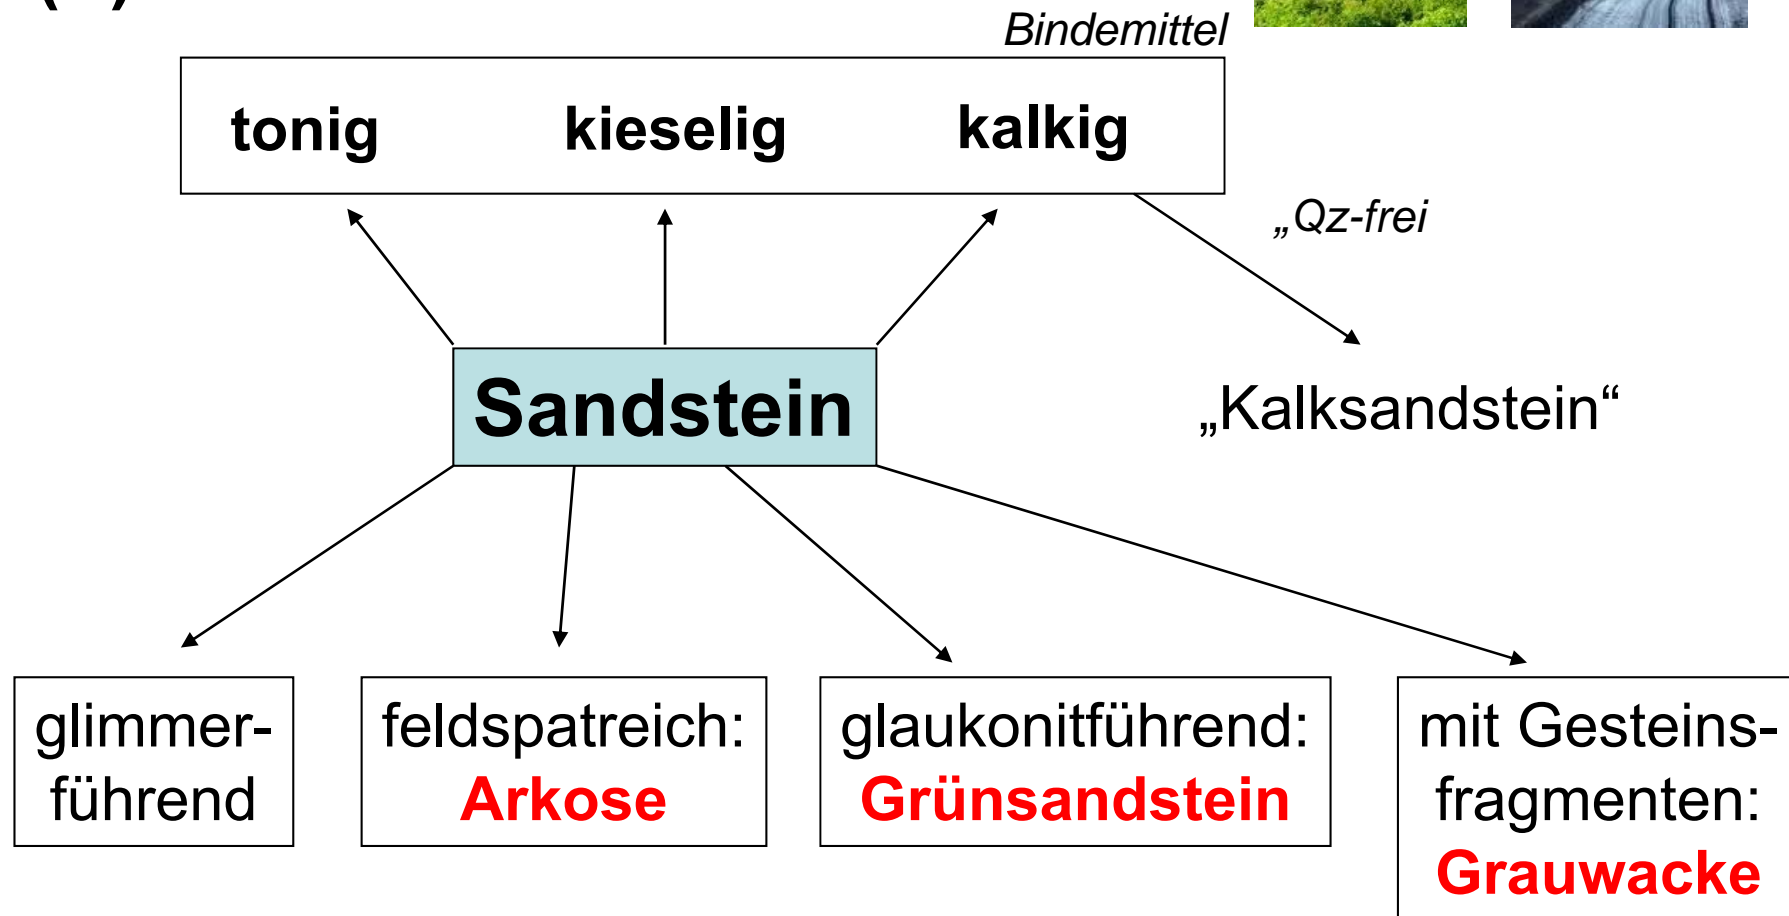 Bindemittel
tonig kieselig kalkig
„Qz-frei
Sandstein
„Kalksandstein“
glimmer-
führend
feldspatreich:
Arkose
glaukonitführend:
Grünsandstein
mit Gesteins-
fragmenten:
Grauwacke